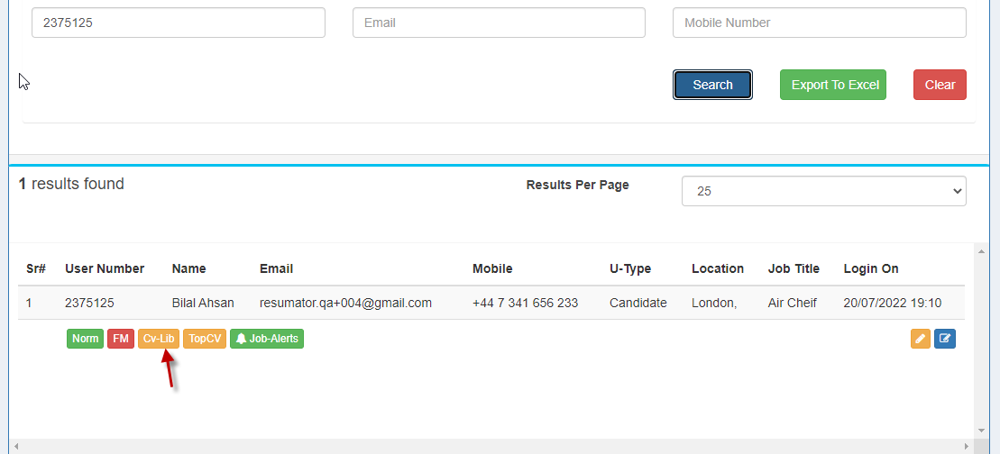 2375125 Email Mobile Number
Search Export To Excel Clear
1 results found Results Per Page 25
Sr# User Number Name Email Mobile U-Type Location Job Title Login On
1 2375125 Bilal Ahsan resumator.qa+004@gmail.com +44 7 341 656 233 Candidate London, Air Cheif 20/07/2022 19:10
Norm FM Cv-Lib TopCV Job-Alerts